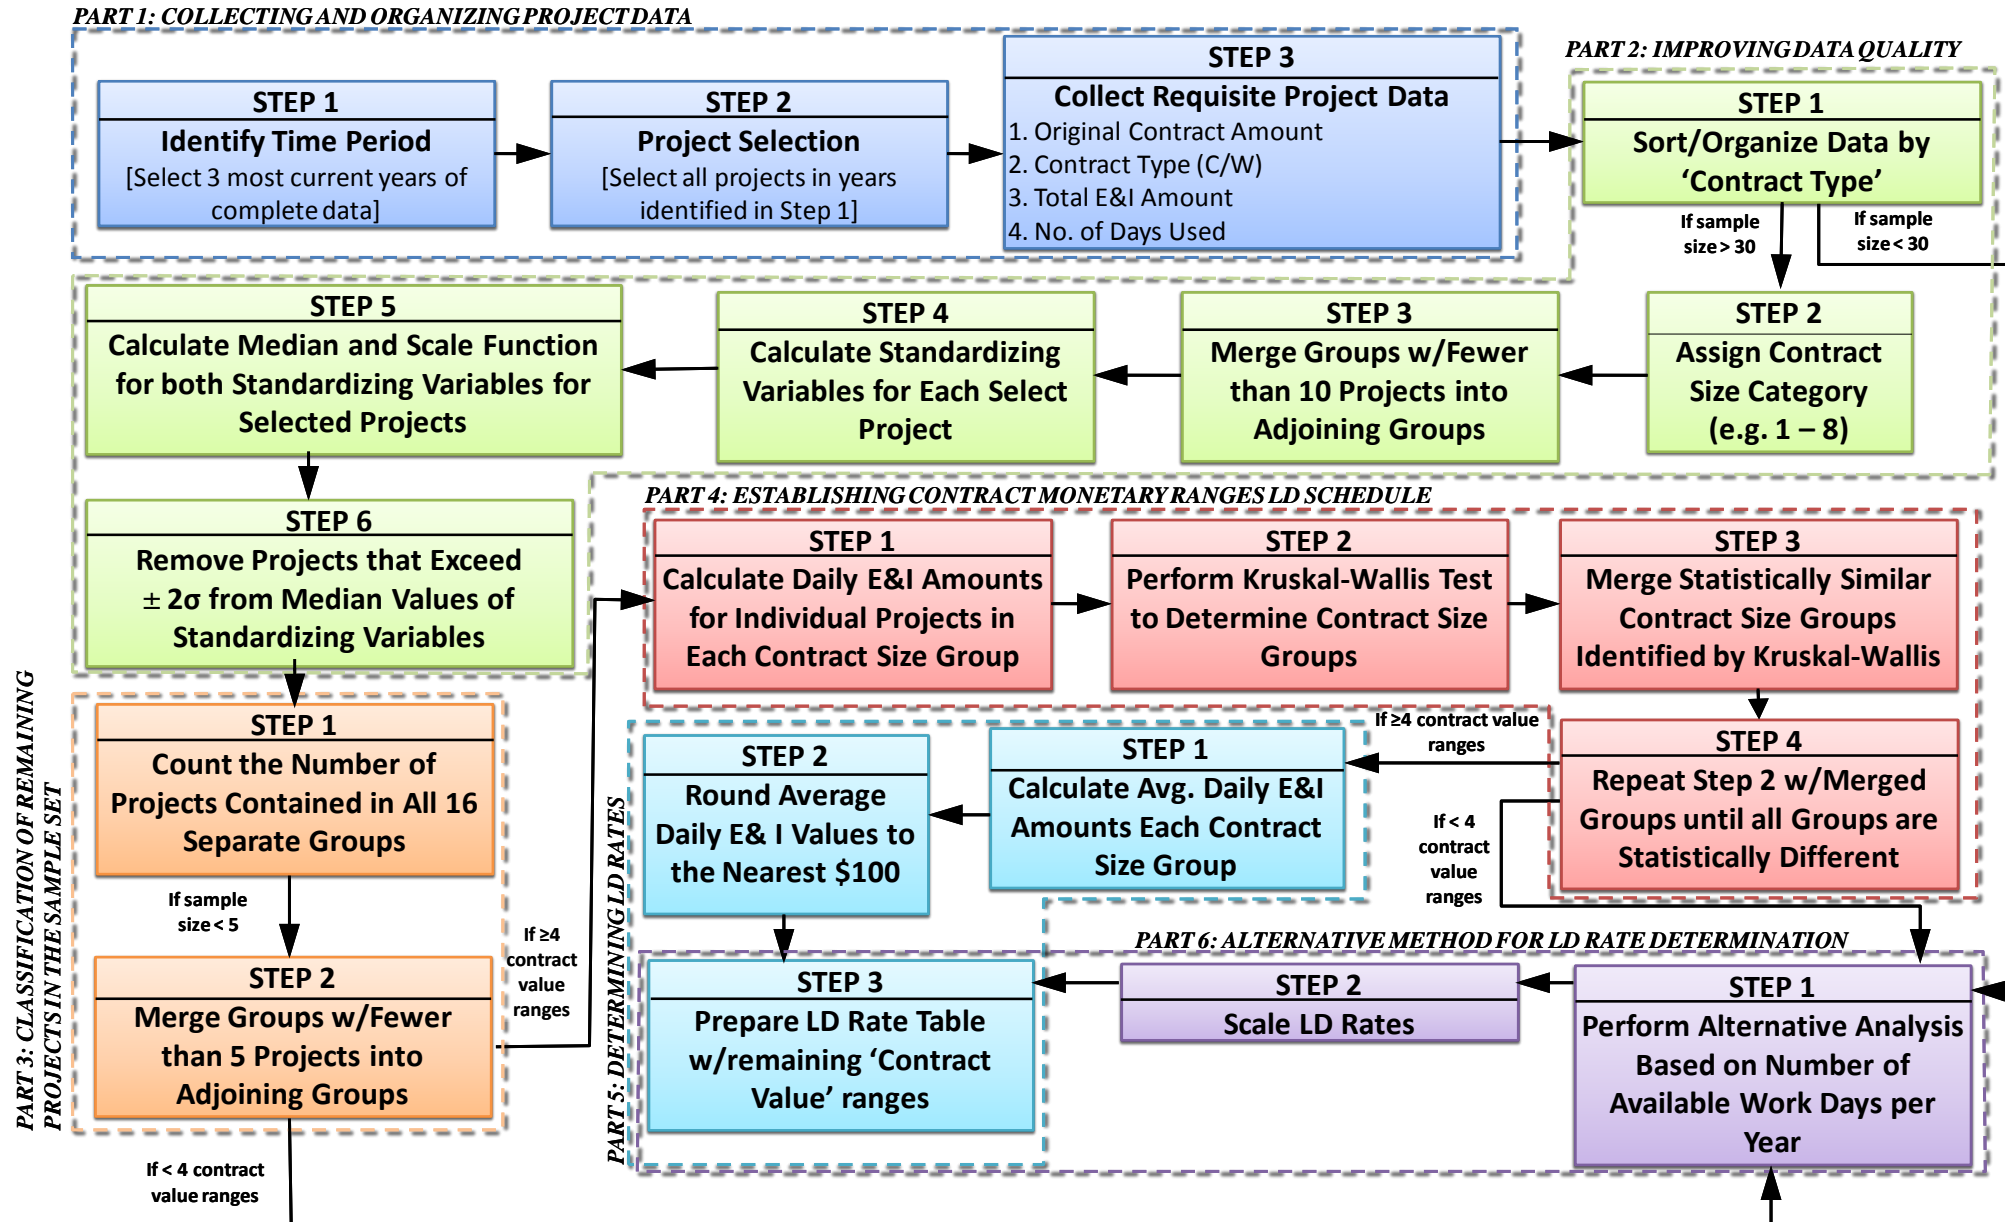 PART 1: COLLECTING AND ORGANIZING PROJECT DATA
STEP 1
Identify Time Period
[Select 3 most current years of
complete data]
STEP 2
Project Selection
[Select all projects in years
identified in Step 1]
STEP 3
Collect Requisite Project Data
1. Original Contract Amount
2. Contract Type (C/W)
3. Total E&I Amount
4. No. of Days Used
PART 2: IMPROVING DATA QUALITY
STEP 1
Sort/Organize Data by
‘Contract Type’
If sample
size > 30
If sample
size < 30
STEP 2
Assign Contract
Size Category
(e.g. 1 – 8)
STEP 3
Merge Groups w/Fewer
than 10 Projects into
Adjoining Groups
STEP 4
Calculate Standardizing
Variables for Each Select
Project
STEP 5
Calculate Median and Scale Function
for both Standardizing Variables for
Selected Projects
STEP 6
Remove Projects that Exceed
± 2σ from Median Values of
Standardizing Variables
PART 3: CLASSIFICATION OF REMAINING
PROJECTS IN THE SAMPLE SET
STEP 1
Count the Number of
Projects Contained in All 16
Separate Groups
If sample
size < 5
STEP 2
Merge Groups w/Fewer
than 5 Projects into
Adjoining Groups
If < 4 contract
value ranges
If ≥4
contract
value
ranges
PART 4: ESTABLISHING CONTRACT MONETARY RANGES LD SCHEDULE
STEP 1
Calculate Daily E&I Amounts
for Individual Projects in
Each Contract Size Group
STEP 2
Perform Kruskal-Wallis Test
to Determine Contract Size
Groups
STEP 3
Merge Statistically Similar
Contract Size Groups
Identified by Kruskal-Wallis
STEP 4
Repeat Step 2 w/Merged
Groups until all Groups are
Statistically Different
If ≥4 contract value
ranges
If < 4
contract
value
ranges
PART 5: DETERMINING LD RATES
STEP 1
Calculate Avg. Daily E&I
Amounts Each Contract
Size Group
STEP 2
Round Average
Daily E& I Values to
the Nearest $100
STEP 3
Prepare LD Rate Table
w/remaining ‘Contract
Value’ ranges
PART 6: ALTERNATIVE METHOD FOR LD RATE DETERMINATION
STEP 1
Perform Alternative Analysis
Based on Number of
Available Work Days per
Year
STEP 2
Scale LD Rates